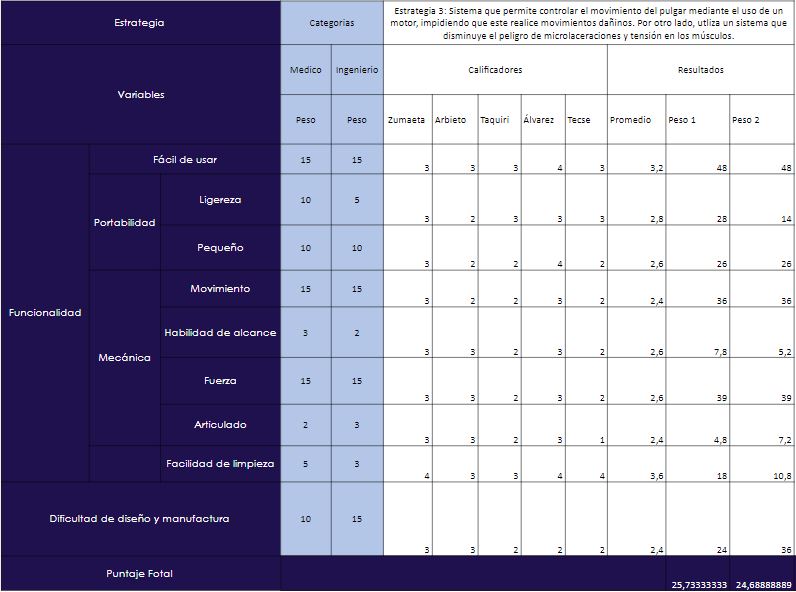 Estrategia
Categorias
Estrategia 3: Sistema que permite controlar el movimiento del pulgar mediante el uso de un
motor, impidiendo que este realice movimientos dañinos. Por otro lado, utliza un sistema que
disminuye el peligro de microlaceraciones y tensión en los músculos.
Variables
Medico Ingenierio Calificadores Resultados
Peso Peso Zumaeta Arbieto Taquirí Álvarez Tecse Promedio Peso 1 Peso 2
Funcionalidad
Fácil de usar 15 15 3 3 3 4 3 3,2 48 48
Portabilidad
Ligereza 10 5 3 2 3 3 3 2,8 28 14
Pequeño 10 10 3 2 2 4 2 2,6 26 26
Mecánica
Movimiento 15 15 3 2 2 3 2 2,4 36 36
Habilidad de alcance 3 2 3 3 2 3 2 2,6 7,8 5,2
Fuerza 15 15 3 3 2 3 2 2,6 39 39
Articulado 2 3 3 3 2 3 1 2,4 4,8 7,2
Facilidad de limpieza 5 3 4 3 3 4 4 3,6 18 10,8
Dificultad de diseño y manufactura 10 15 3 3 2 2 2 2,4 24 36
Puntaje Fotal 25,73333333 24,68888889